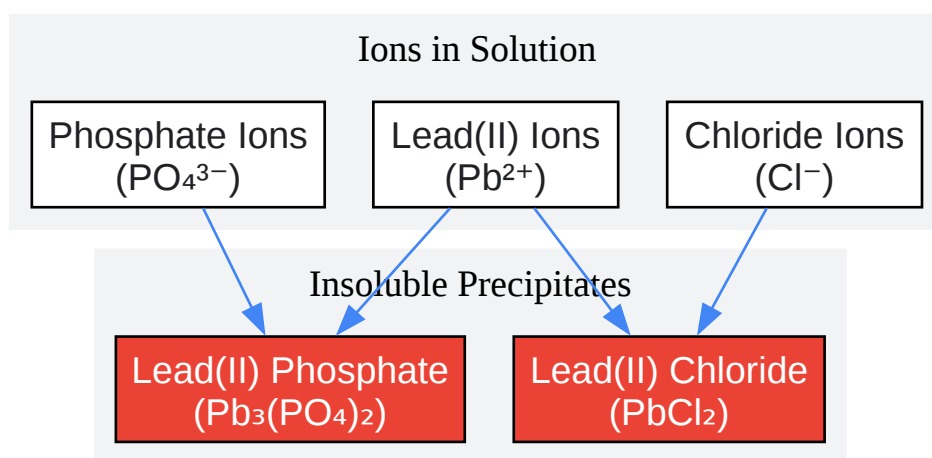 Ions in Solution
Phosphate Ions
(PO₄³⁻)
Lead(II) Ions
(Pb²⁺)
Chloride Ions
(Cl⁻)
Insoluble Precipitates
Lead(II) Phosphate
(Pb₃(PO₄)₂)
Lead(II) Chloride
(PbCl₂)